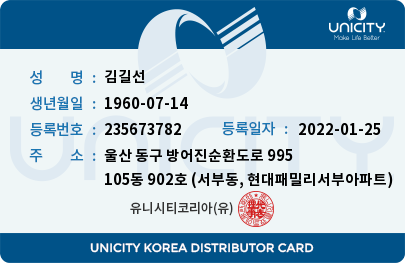 UNICITY
Make Life Better
성 명 : 김길선
생년월일 : 1960-07-14
등록번호 : 235673782 등록일자 : 2022-01-25
주 소 : 울산 동구 방어진순환도로 995
105동 902호 (서부동, 현대패밀리서부아파트)
유니시티코리아(유)
UNICITY
UNICITY KOREA DISTRIBUTOR CARD